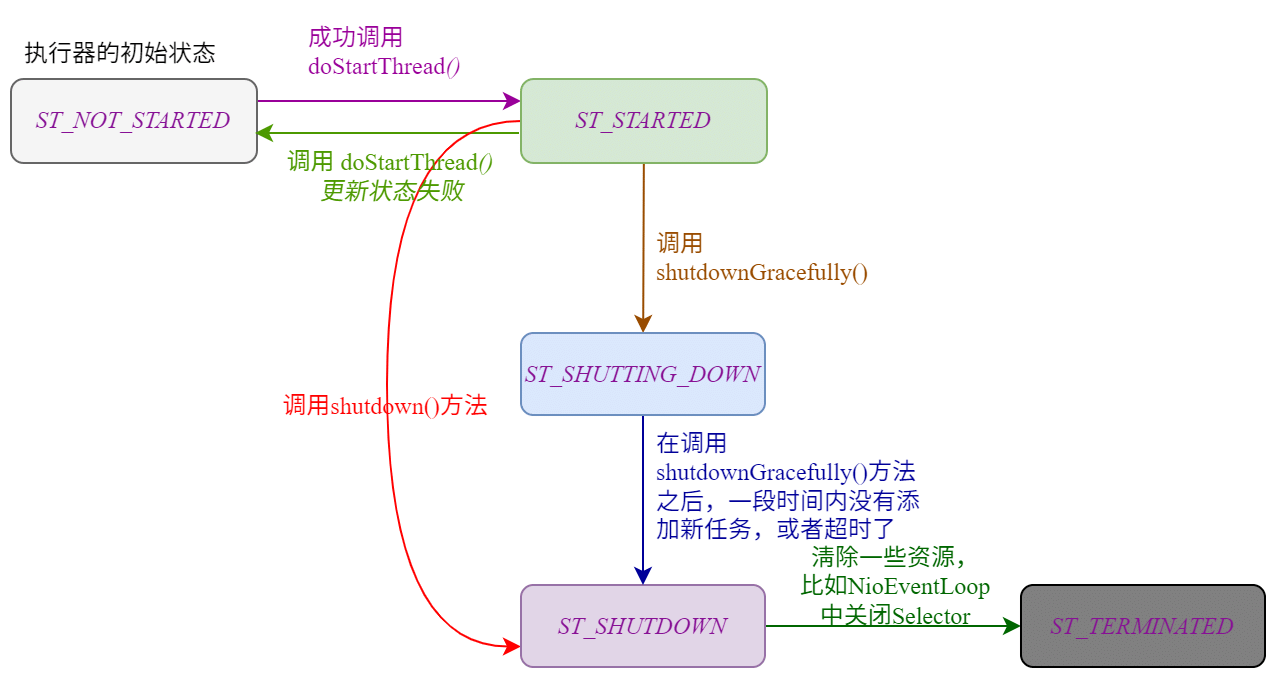 成功调用
doStartThread()
执行器的初始状态
ST_NOT_STARTED
ST_STARTED
调用 doStartThread()
更新状态失败
调用
shutdownGracefully()
ST_SHUTTING_DOWN
调用shutdown()方法
在调用
shutdownGracefully()方法
之后，一段时间内没有添
加新任务，或者超时了
清除一些资源，
比如NioEventLoop
中关闭Selector
ST_SHUTDOWN
ST_TERMINATED